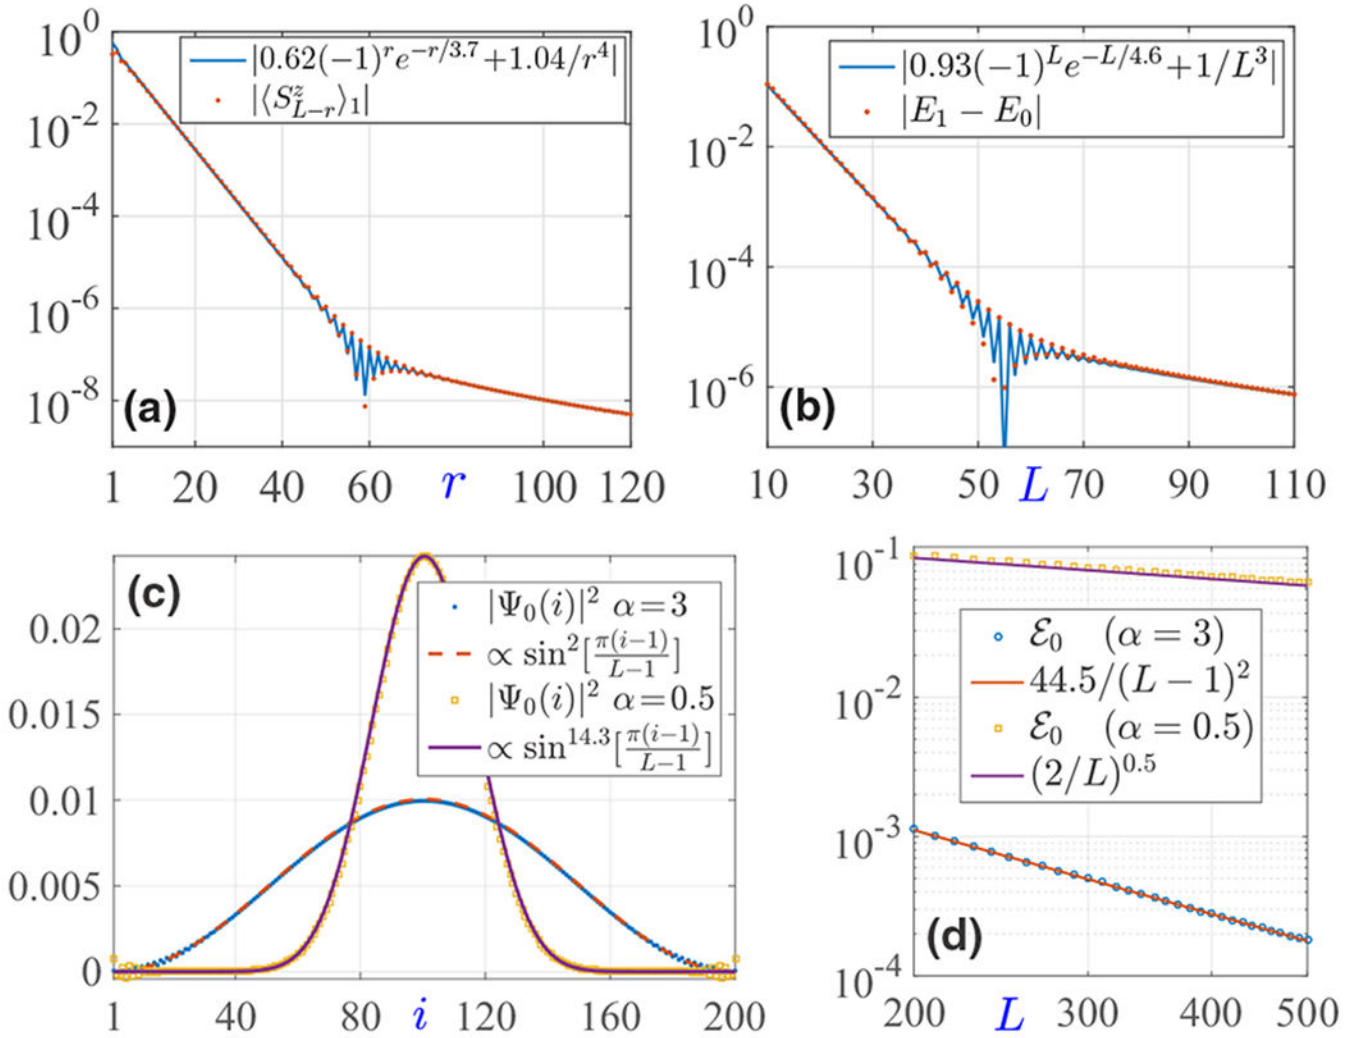 10^0
10^-2
10^-4
10^-6
10^-8
|0.62(-1)^r e^{-r/3.7}+1.04/r^4|
|⟨S^z_{L-r}⟩_1|
(a)
1 20 40 60 r 100 120
10^0
10^-2
10^-4
10^-6
|0.93(-1)^L e^{-L/4.6}+1/L^3|
|E_1 − E_0|
(b)
10 30 50 L 70 90 110
(c)
0.02
0.015
0.01
0.005
0
|Ψ_0(i)|^2 α=3
∝ sin^2[π(i−1)/L−1]
|Ψ_0(i)|^2 α=0.5
∝ sin^{14.3}[π(i−1)/L−1]
1 40 80 i 120 160 200
10^-1
10^-2
10^-3
10^-4
ℰ_0 (α = 3)
44.5/(L − 1)^2
ℰ_0 (α = 0.5)
(2/L)^{0.5}
(d)
200 L 300 400 500